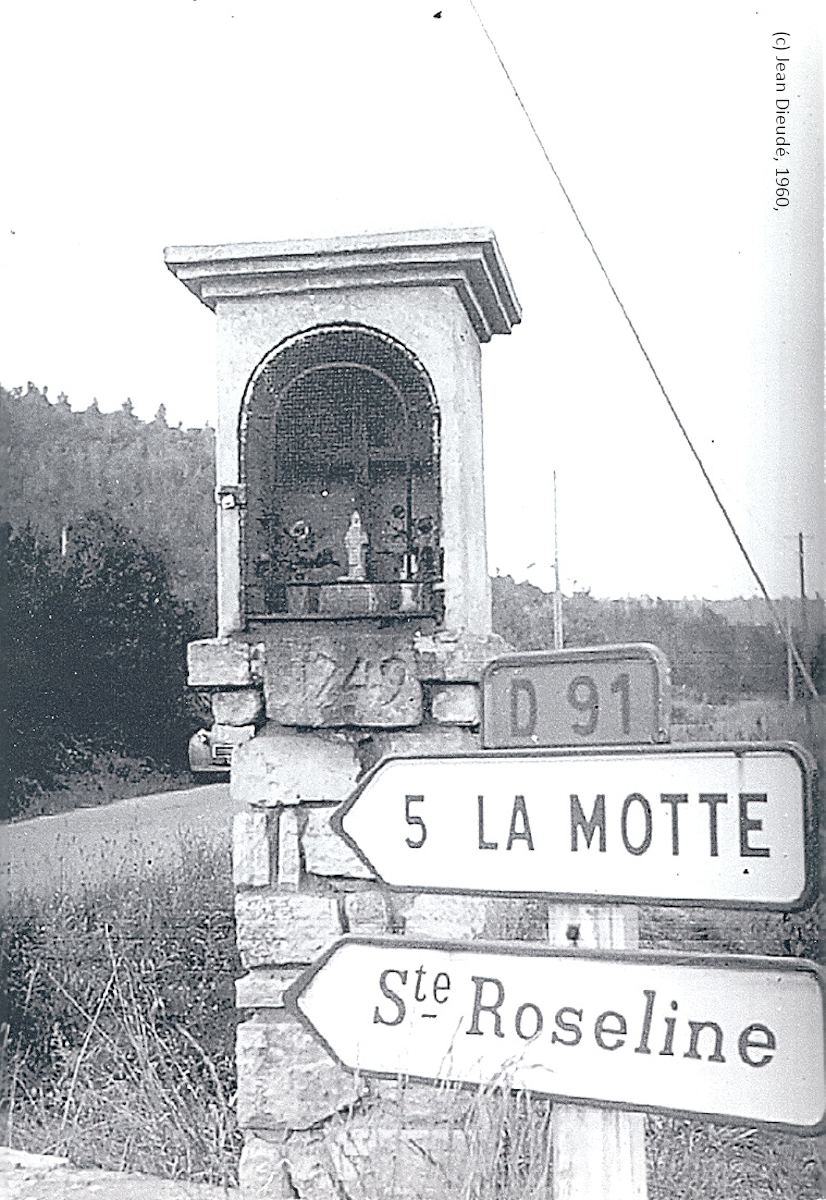 (c) Jean Dieudé, 1960,
1749
D 91
5 LA MOTTE
Ste Roseline